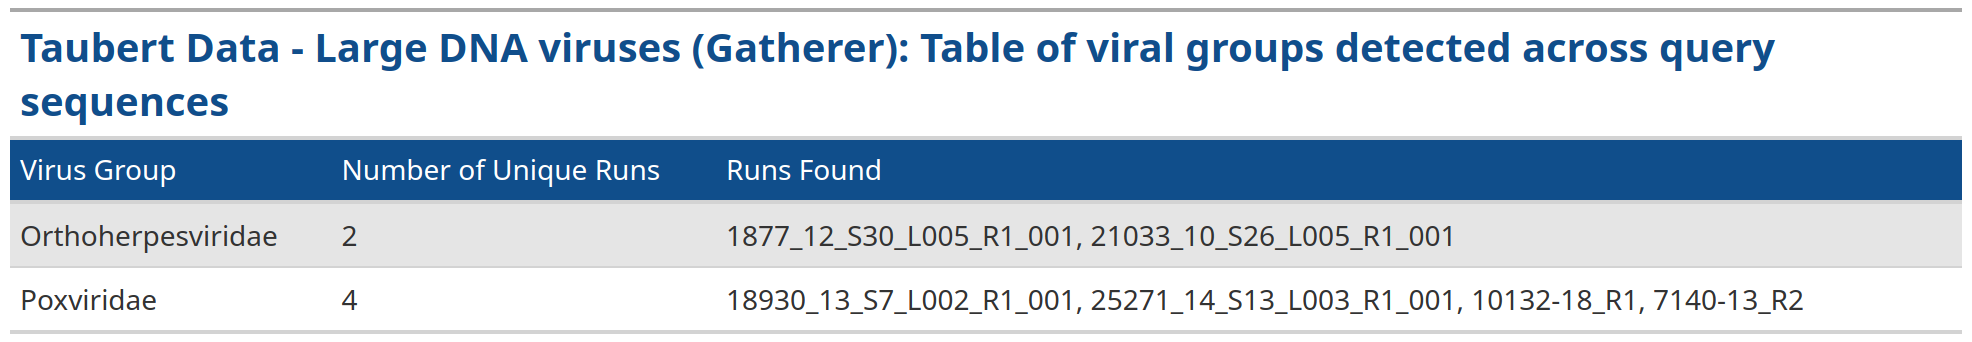 Taubert Data - Large DNA viruses (Gatherer): Table of viral groups detected across query
sequences
Virus Group Number of Unique Runs Runs Found
Orthoherpesviridae 2 1877_12_S30_L005_R1_001, 21033_10_S26_L005_R1_001
Poxviridae 4 18930_13_S7_L002_R1_001, 25271_14_S13_L003_R1_001, 10132-18_R1, 7140-13_R2